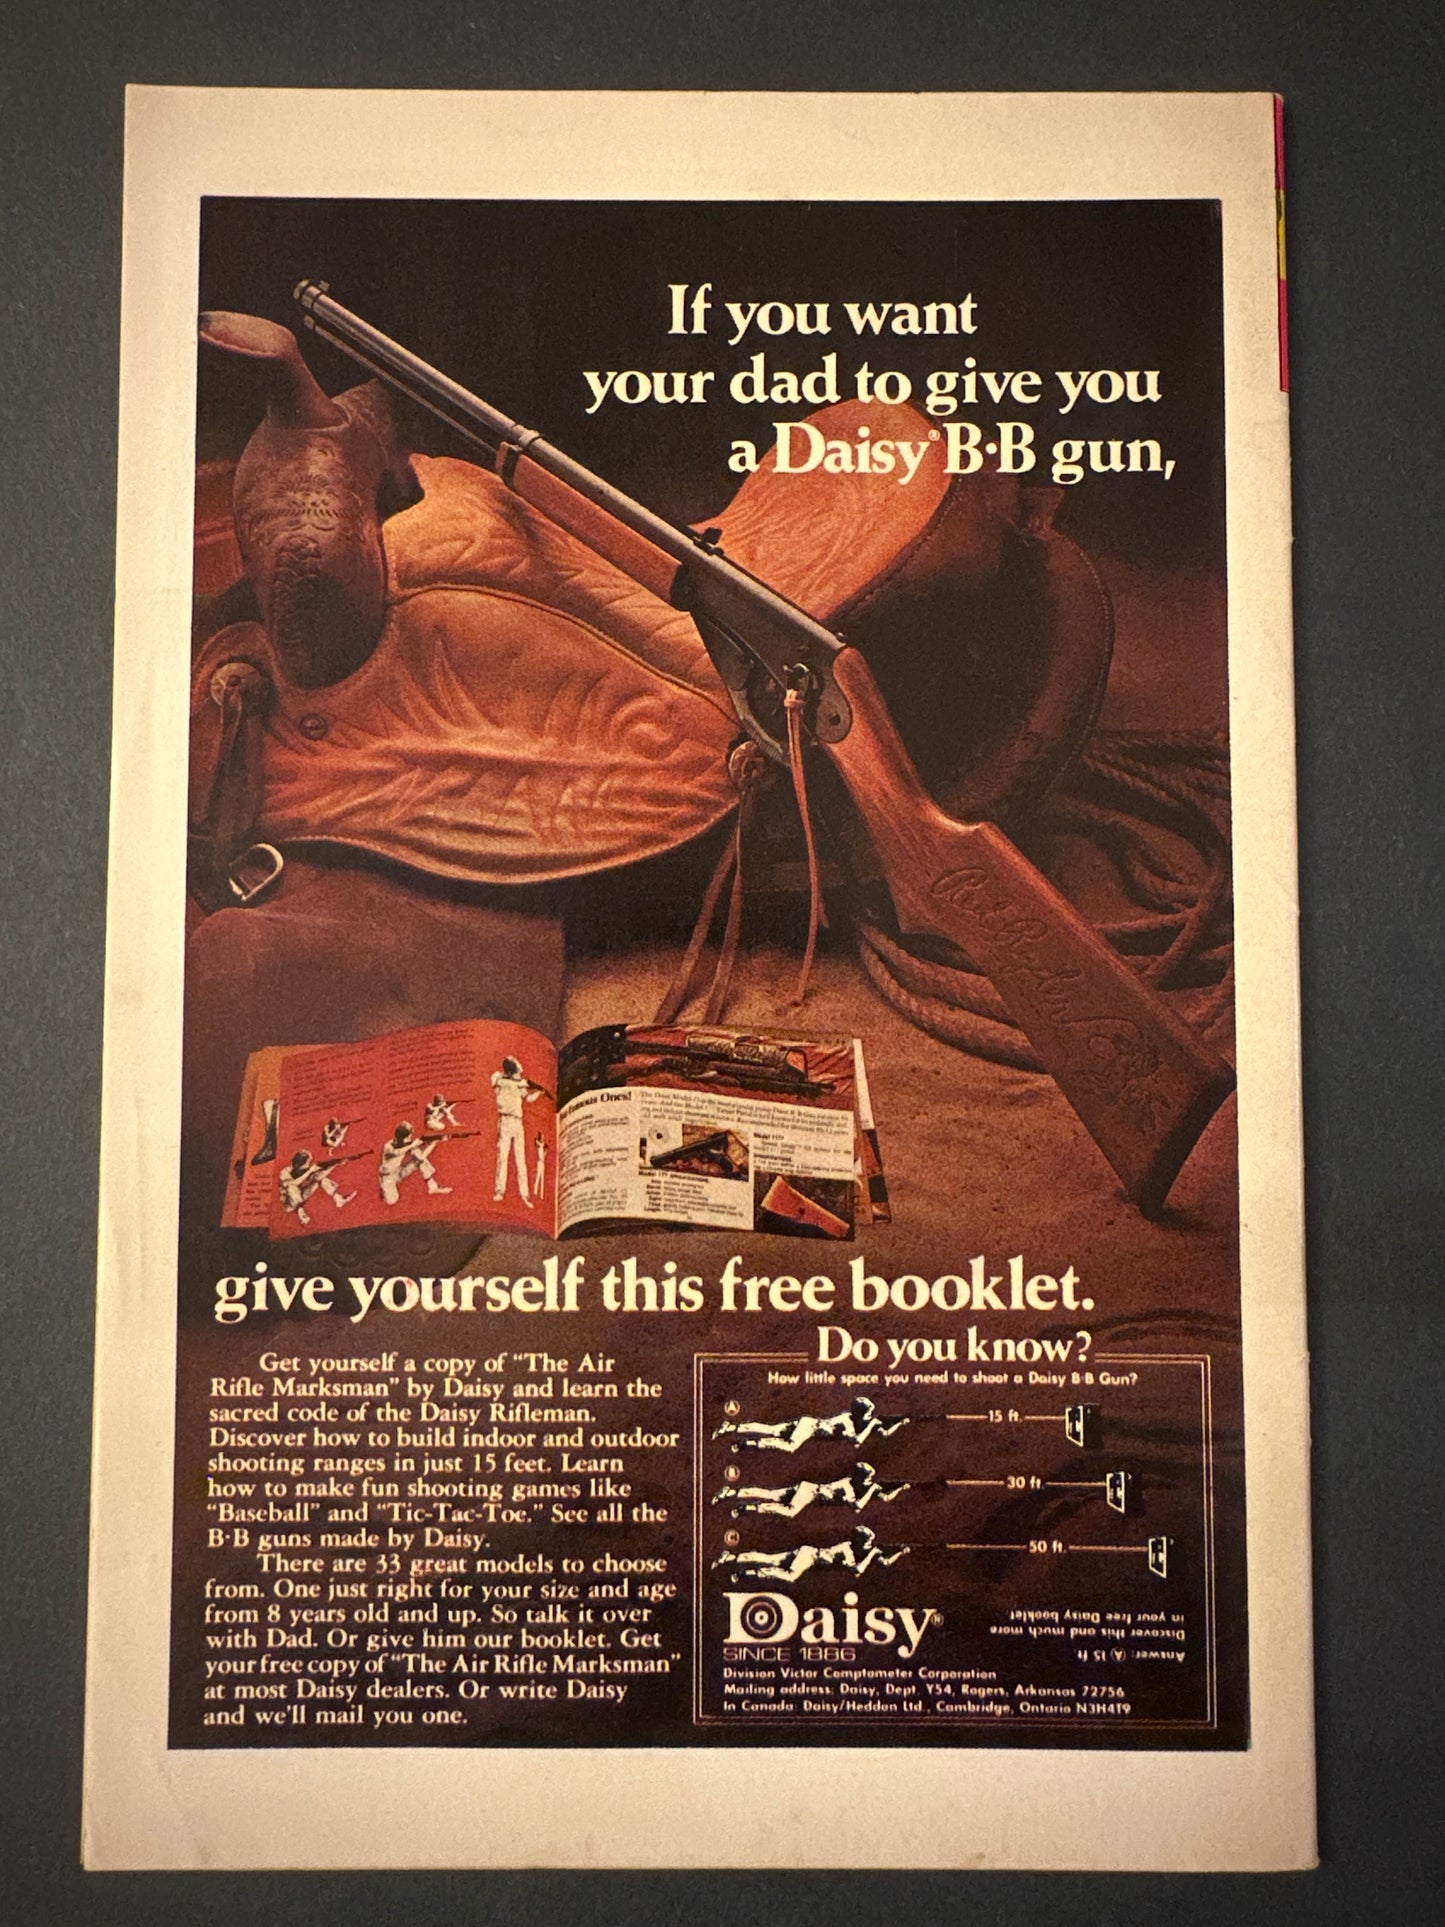 If you want
your dad to give you
a Daisy® B·B gun,
Red Ryder
Famous Ones!
give yourself this free booklet.
Get yourself a copy of "The Air
Rifle Marksman" by Daisy and learn the
sacred code of the Daisy Rifleman.
Discover how to build indoor and outdoor
shooting ranges in just 15 feet. Learn
how to make fun shooting games like
"Baseball" and "Tic-Tac-Toe." See all the
B·B guns made by Daisy.
There are 33 great models to choose
from. One just right for your size and age
from 8 years old and up. So talk it over
with Dad. Or give him our booklet. Get
your free copy of "The Air Rifle Marksman"
at most Daisy dealers. Or write Daisy
and we'll mail you one.
Do you know?
How little space you need to shoot a Daisy B·B Gun?
A 15 ft.
B 30 ft.
C 50 ft.
Daisy®
SINCE 1886
Answer: A 15 ft.
Discover this and much more
in your free Daisy booklet!
Division Victor Comptometer Corporation
Mailing address: Daisy, Dept. Y54, Rogers, Arkansas 72756
In Canada: Daisy/Heddon Ltd., Cambridge, Ontario N3H4T9